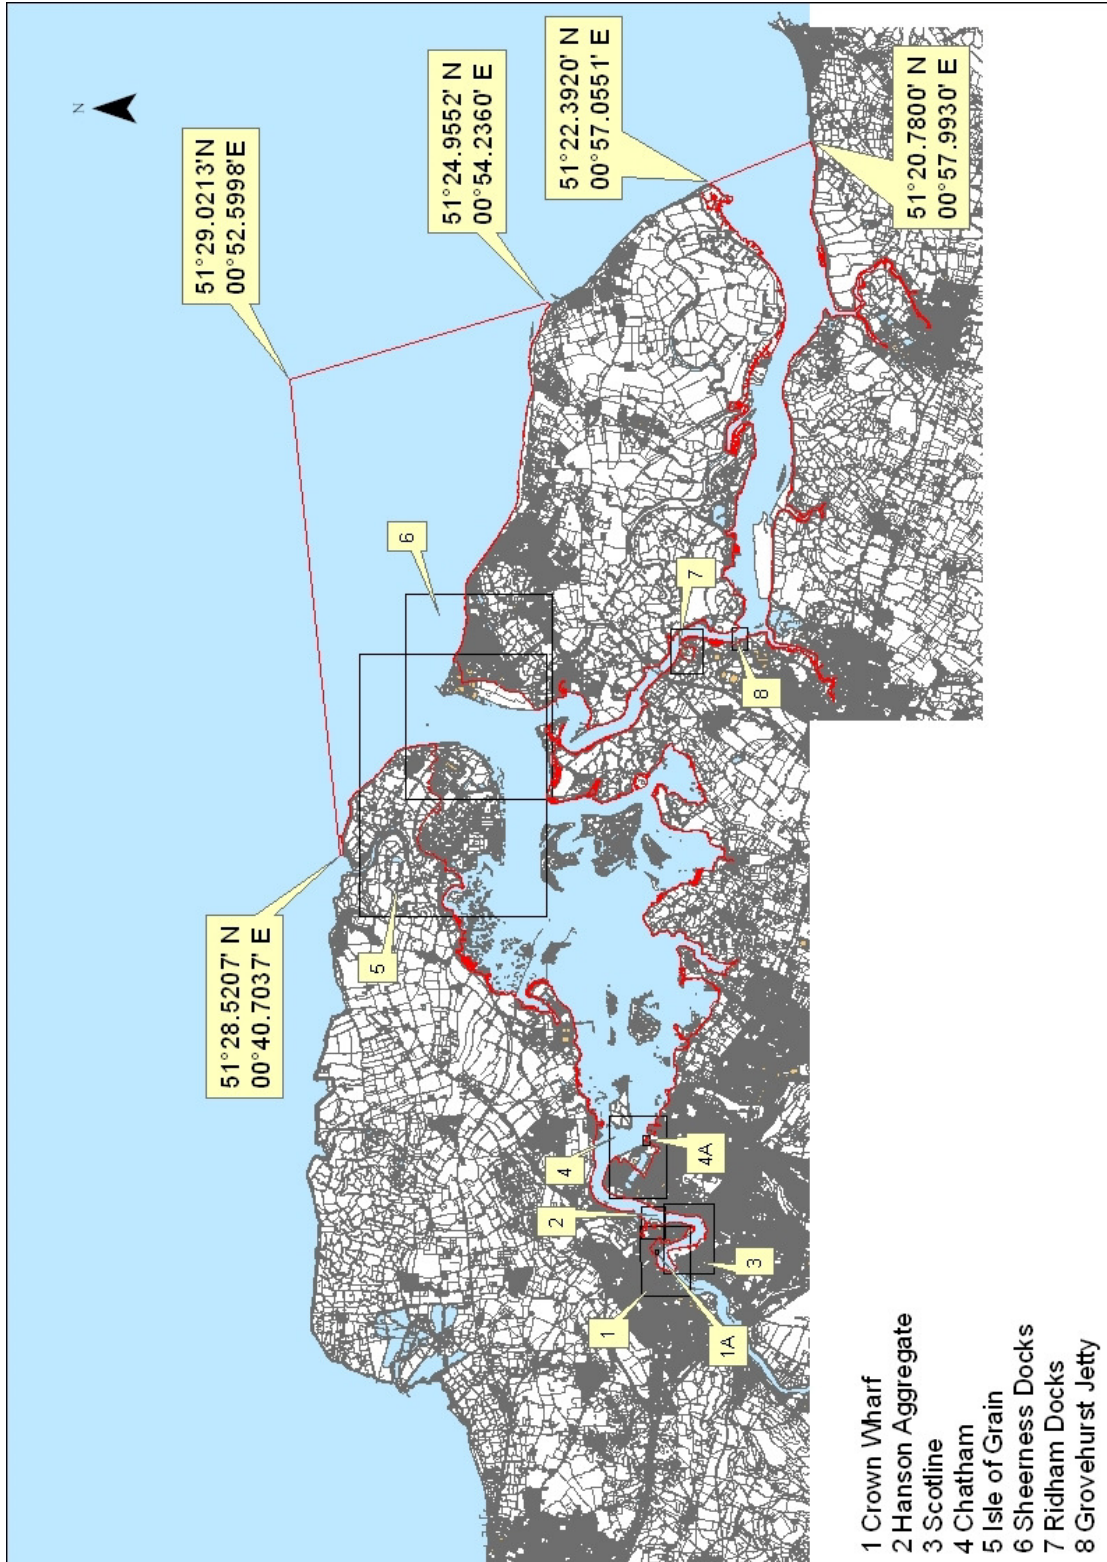 N
51°29.0213'N
00°52.5998'E
51°24.9552' N
00°54.2360' E
51°22.3920' N
00°57.0551' E
51°28.5207' N
00°40.7037' E
51°20.7800' N
00°57.9930' E
6
5
7
8
4
4A
2
3
1
1A
1 Crown Wharf
2 Hanson Aggregate
3 Scotline
4 Chatham
5 Isle of Grain
6 Sheerness Docks
7 Ridham Docks
8 Grovehurst Jetty